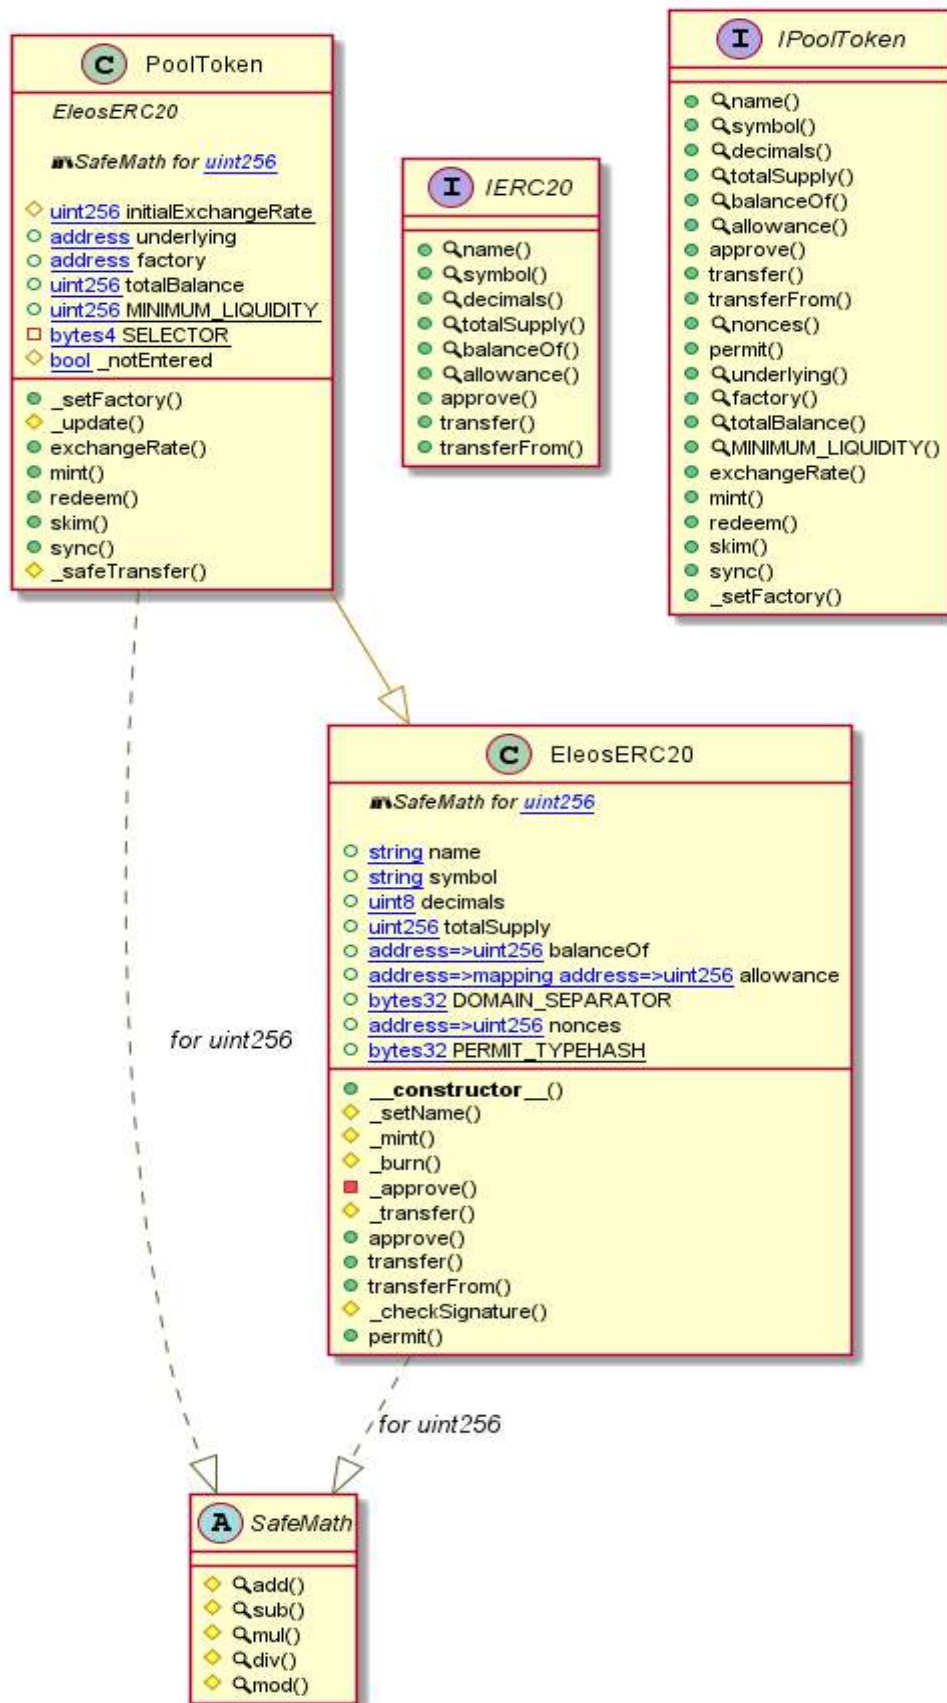 C PoolToken
EleosERC20
SafeMath for uint256
uint256 initialExchangeRate
address underlying
address factory
uint256 totalBalance
uint256 MINIMUM_LIQUIDITY
bytes4 SELECTOR
bool _notEntered
_setFactory()
_update()
exchangeRate()
mint()
redeem()
skim()
sync()
_safeTransfer()
I IERC20
name()
symbol()
decimals()
totalSupply()
balanceOf()
allowance()
approve()
transfer()
transferFrom()
I IPoolToken
name()
symbol()
decimals()
totalSupply()
balanceOf()
allowance()
approve()
transfer()
transferFrom()
nonces()
permit()
underlying()
factory()
totalBalance()
MINIMUM_LIQUIDITY()
exchangeRate()
mint()
redeem()
skim()
sync()
_setFactory()
C EleosERC20
SafeMath for uint256
string name
string symbol
uint8 decimals
uint256 totalSupply
address=>uint256 balanceOf
address=>mapping address=>uint256 allowance
bytes32 DOMAIN_SEPARATOR
address=>uint256 nonces
bytes32 PERMIT_TYPEHASH
__constructor__()
_setName()
_mint()
_burn()
_approve()
_transfer()
approve()
transfer()
transferFrom()
_checkSignature()
permit()
for uint256
for uint256
A SafeMath
add()
sub()
mul()
div()
mod()